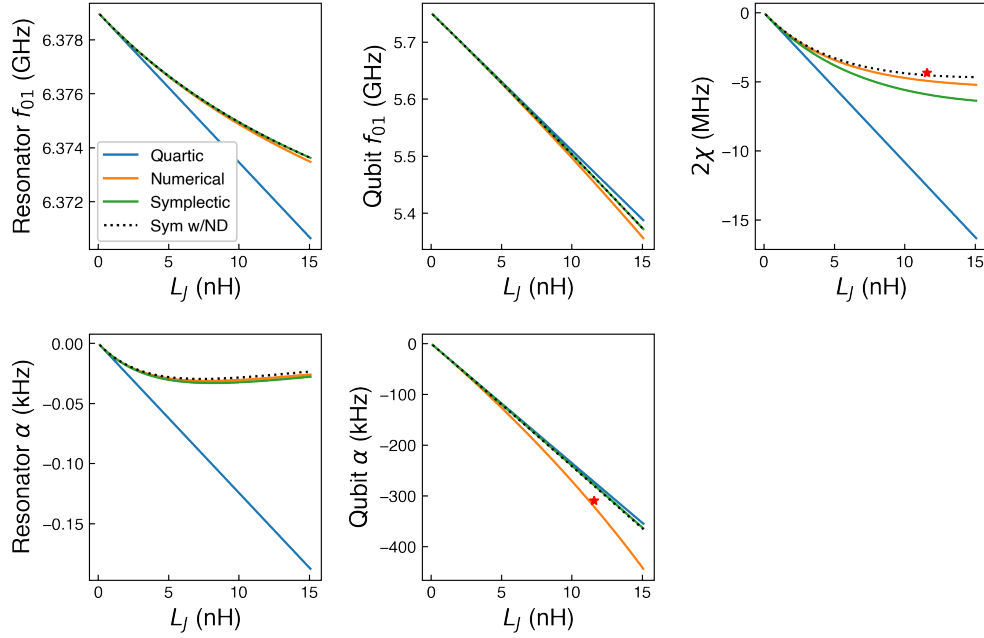 Resonator f01 (GHz)
6.378
6.376
6.374
6.372
Quartic
Numerical
Symplectic
Sym w/ND
0 5 10 15
LJ (nH)
Qubit f01 (GHz)
5.7
5.6
5.5
5.4
0 5 10 15
LJ (nH)
2χ (MHz)
0
−5
−10
−15
0 5 10 15
LJ (nH)
Resonator α (kHz)
0.00
−0.05
−0.10
−0.15
0 5 10 15
LJ (nH)
Qubit α (kHz)
0
−100
−200
−300
−400
0 5 10 15
LJ (nH)